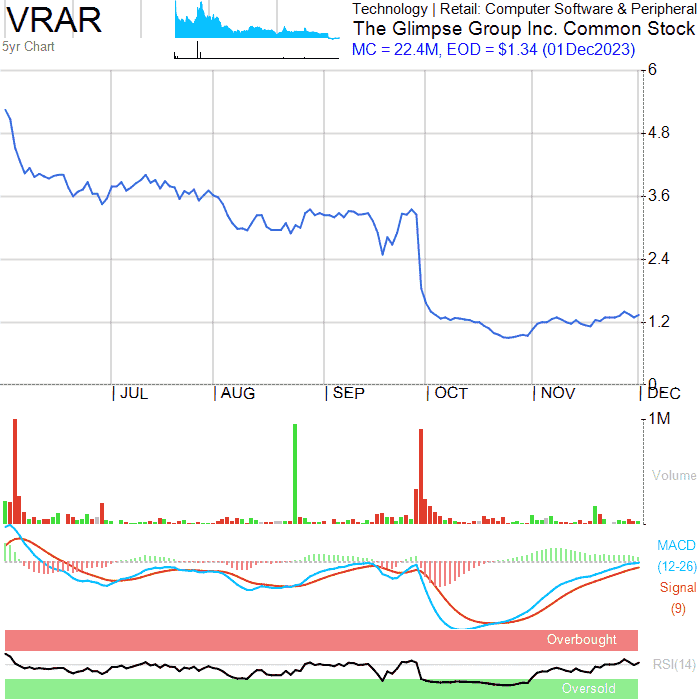 VRAR
Technology | Retail: Computer Software & Peripheral
The Glimpse Group Inc. Common Stock
5yr Chart
MC = 22.4M, EOD = $1.34 (01Dec2023)
6
4.8
3.6
2.4
1.2
0
| JUL | AUG | SEP | OCT | NOV | DEC
1M
Volume
MACD
(12-26)
Signal
(9)
Overbought
RSI(14)
Oversold